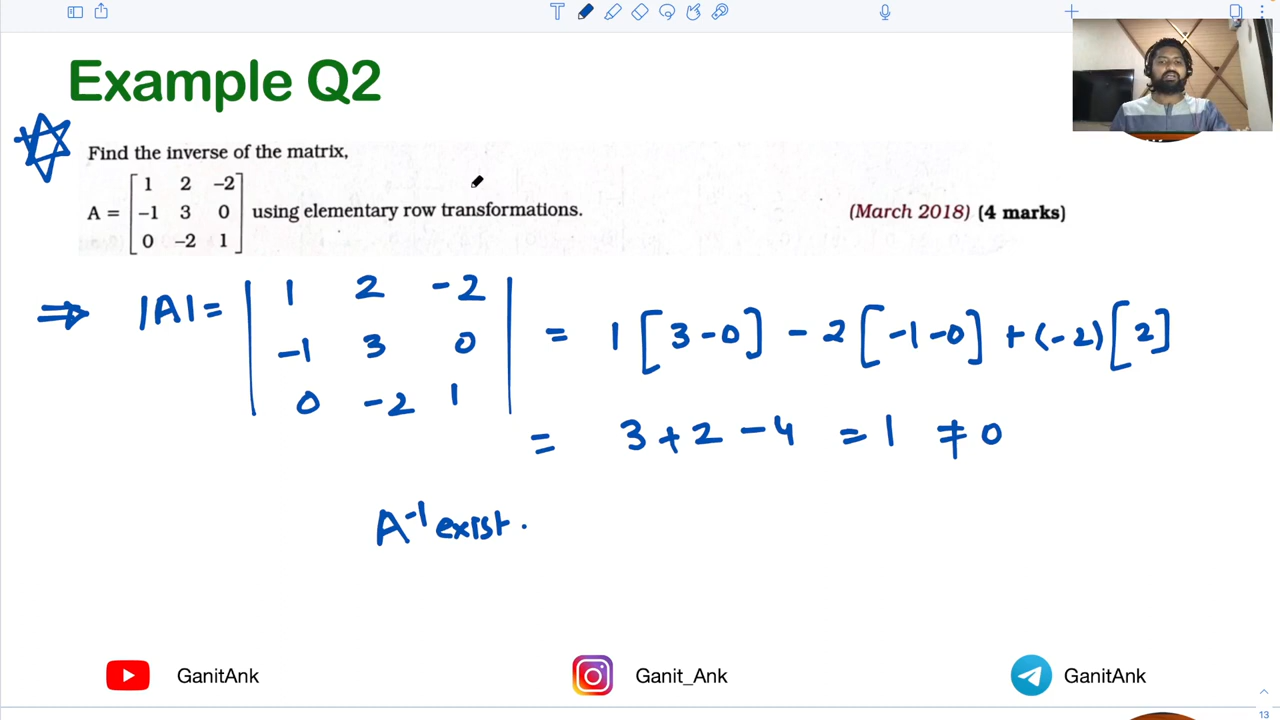 Example Q2
Find the inverse of the matrix,
A = [1 2 –2
–1 3 0
0 –2 1] using elementary row transformations. (March 2018) (4 marks)
⇒ |A| = |1 2 -2
-1 3 0
0 -2 1| = 1[3-0] - 2[-1-0] + (-2)[2]
= 3+2-4 = 1 ≠ 0
A⁻¹ exist.
GanitAnk Ganit_Ank GanitAnk
13